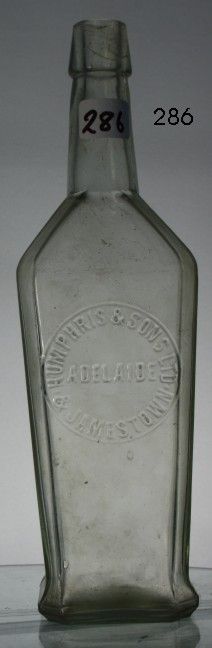 286
286
HUMPHRIS & SONS LTD
ADELAIDE
& JAMESTOWN